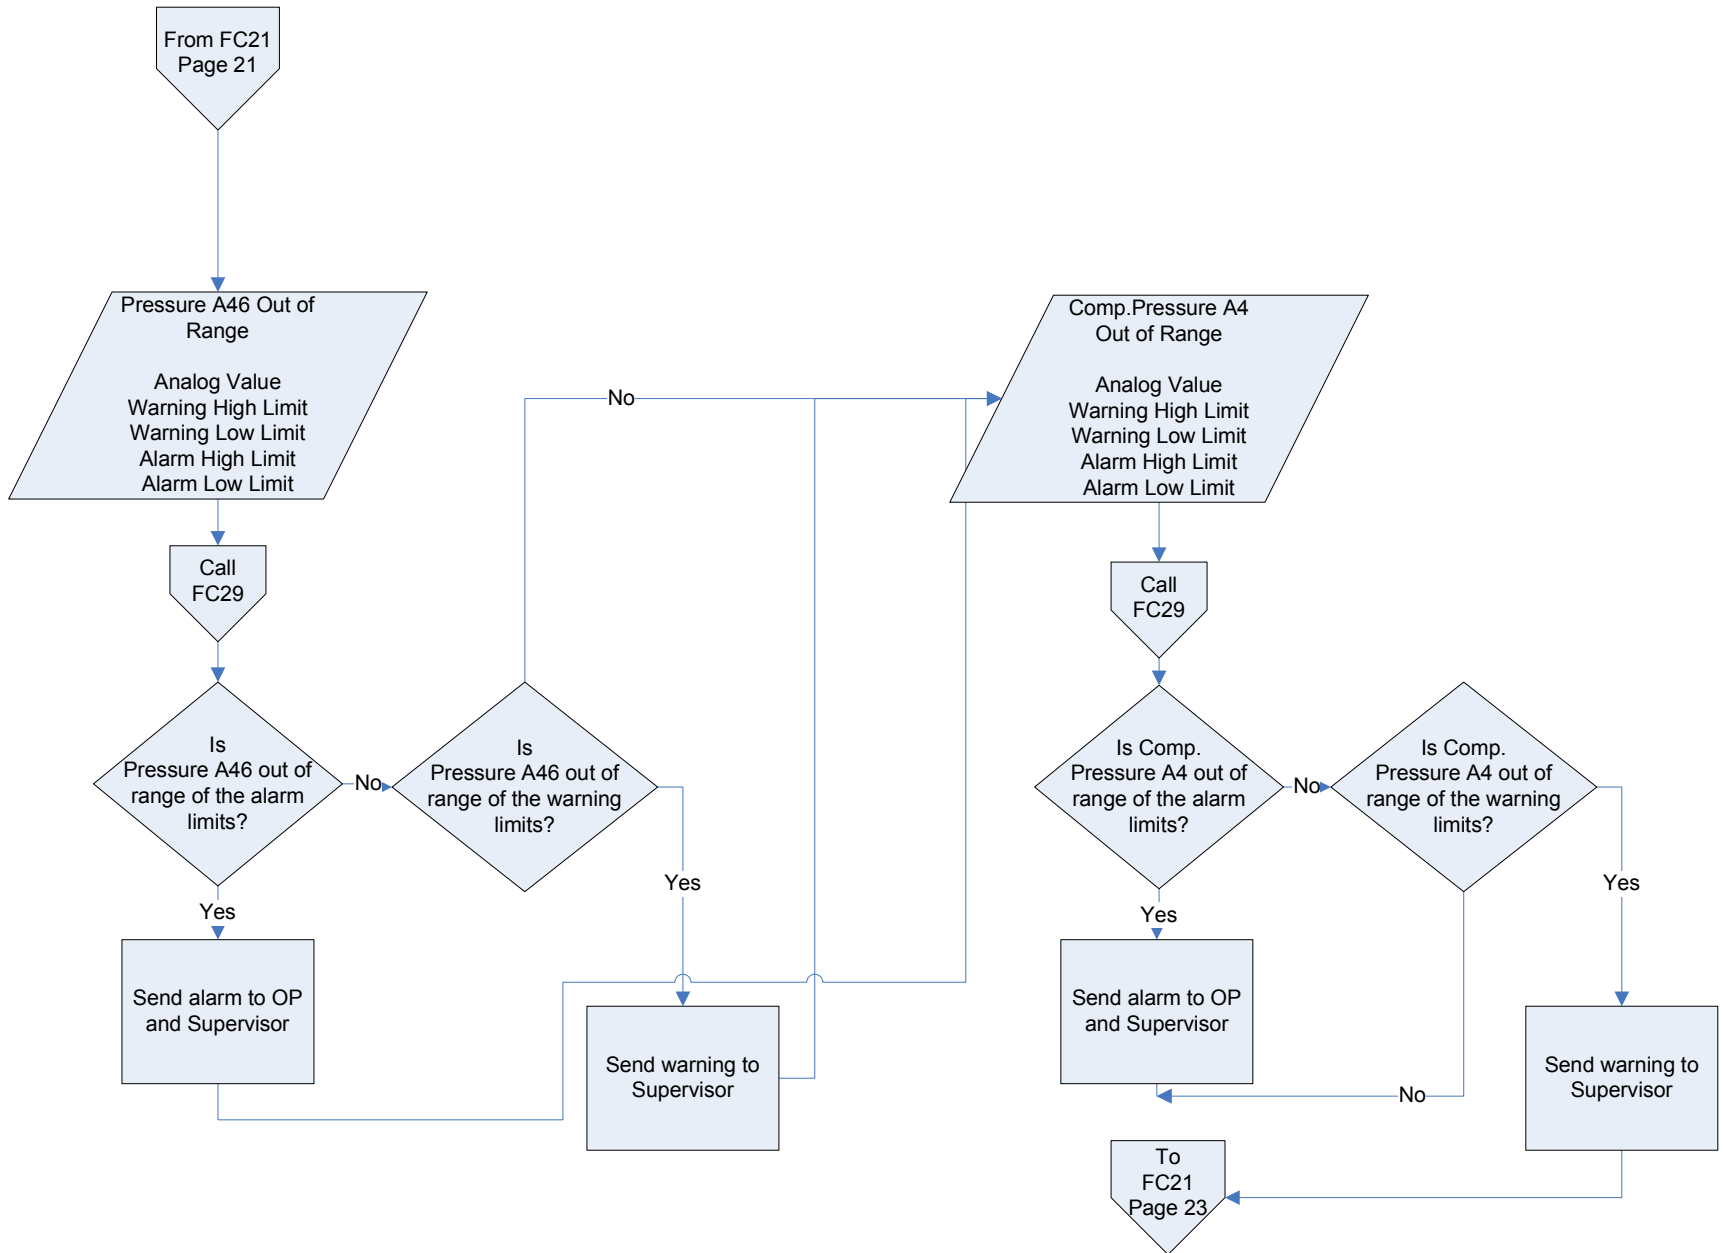 From FC21
Page 21
Pressure A46 Out of
Range
Analog Value
Warning High Limit
Warning Low Limit
Alarm High Limit
Alarm Low Limit
Call
FC29
Is
Pressure A46 out of
range of the alarm
limits?
No
Is
Pressure A46 out of
range of the warning
limits?
No
Yes
Yes
Send alarm to OP
and Supervisor
Send warning to
Supervisor
Comp.Pressure A4
Out of Range
Analog Value
Warning High Limit
Warning Low Limit
Alarm High Limit
Alarm Low Limit
Call
FC29
Is Comp.
Pressure A4 out of
range of the alarm
limits?
No
Is Comp.
Pressure A4 out of
range of the warning
limits?
Yes
Yes
Send alarm to OP
and Supervisor
No
Send warning to
Supervisor
To
FC21
Page 23